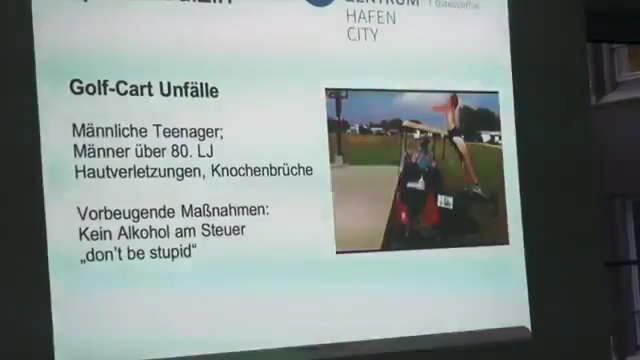 HAFEN
CITY
Golf-Cart Unfälle
Männliche Teenager;
Männer über 80. LJ
Hautverletzungen, Knochenbrüche
Vorbeugende Maßnahmen:
Kein Alkohol am Steuer
„don't be stupid“